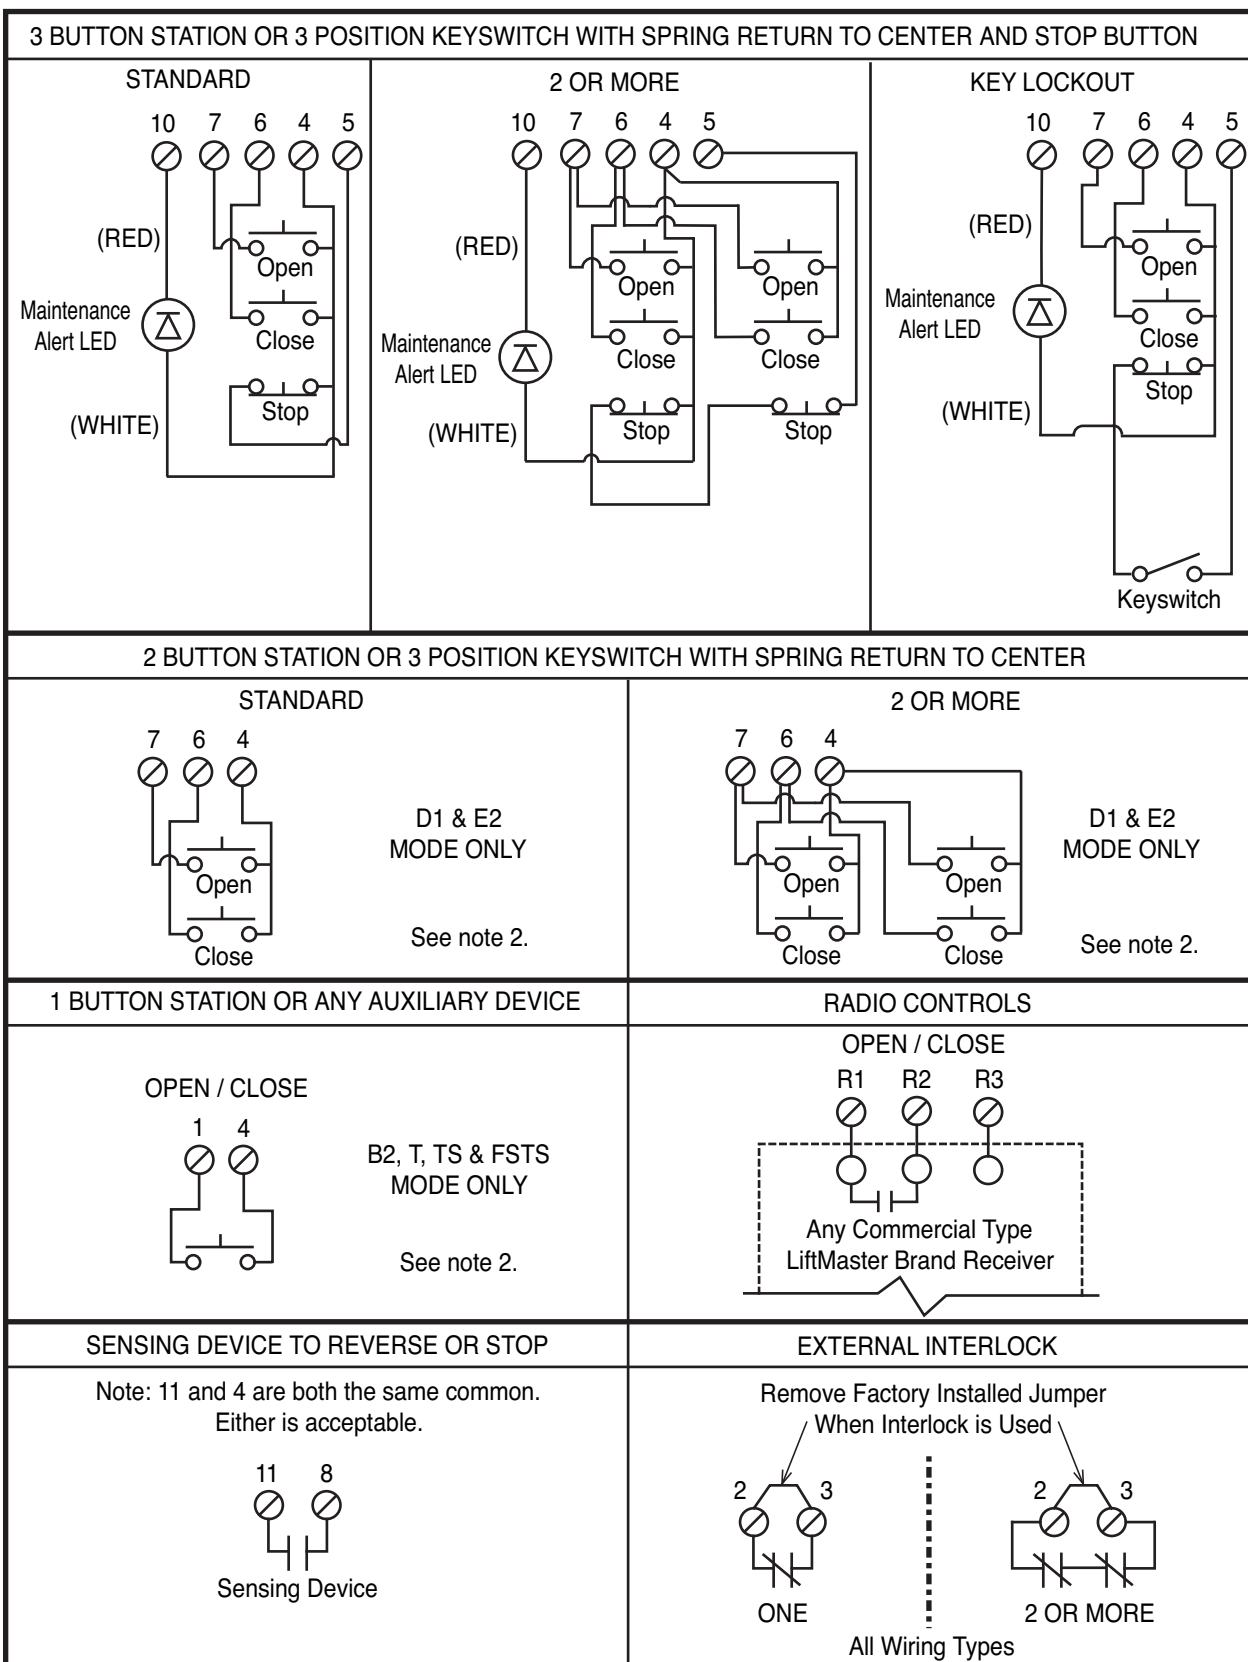 3 BUTTON STATION OR 3 POSITION KEYSWITCH WITH SPRING RETURN TO CENTER AND STOP BUTTON
STANDARD
10 7 6 4 5
(RED)
Open
Maintenance
Alert LED
Close
Stop
(WHITE)
2 OR MORE
10 7 6 4 5
(RED)
Open
Open
Maintenance
Alert LED
Close
Close
(WHITE)
Stop
Stop
KEY LOCKOUT
10 7 6 4 5
(RED)
Open
Maintenance
Alert LED
Close
Stop
(WHITE)
Keyswitch
2 BUTTON STATION OR 3 POSITION KEYSWITCH WITH SPRING RETURN TO CENTER
STANDARD
7 6 4
D1 & E2
MODE ONLY
Open
See note 2.
Close
2 OR MORE
7 6 4
D1 & E2
MODE ONLY
Open
Open
See note 2.
Close
Close
1 BUTTON STATION OR ANY AUXILIARY DEVICE
OPEN / CLOSE
1 4
B2, T, TS & FSTS
MODE ONLY
See note 2.
RADIO CONTROLS
OPEN / CLOSE
R1 R2 R3
Any Commercial Type
LiftMaster Brand Receiver
SENSING DEVICE TO REVERSE OR STOP
Note: 11 and 4 are both the same common.
Either is acceptable.
11 8
Sensing Device
EXTERNAL INTERLOCK
Remove Factory Installed Jumper
When Interlock is Used
2 3
2 3
ONE
2 OR MORE
All Wiring Types